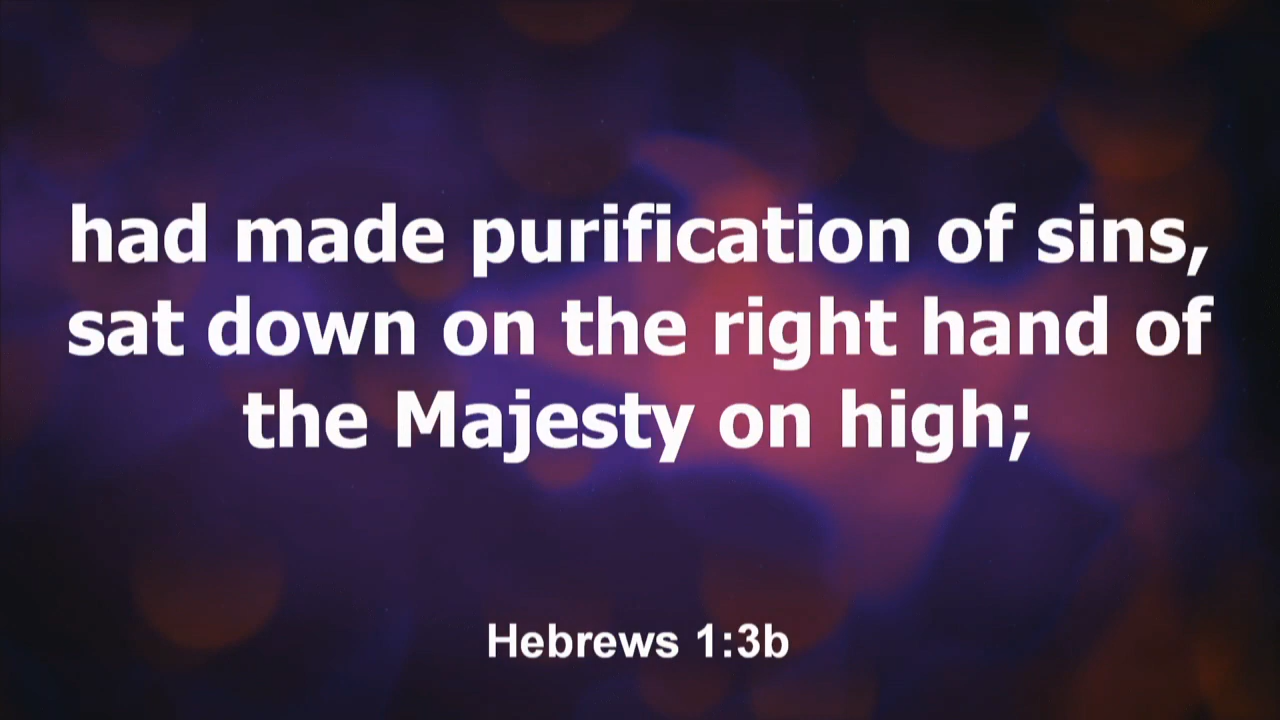 had made purification of sins,
sat down on the right hand of
the Majesty on high;
Hebrews 1:3b